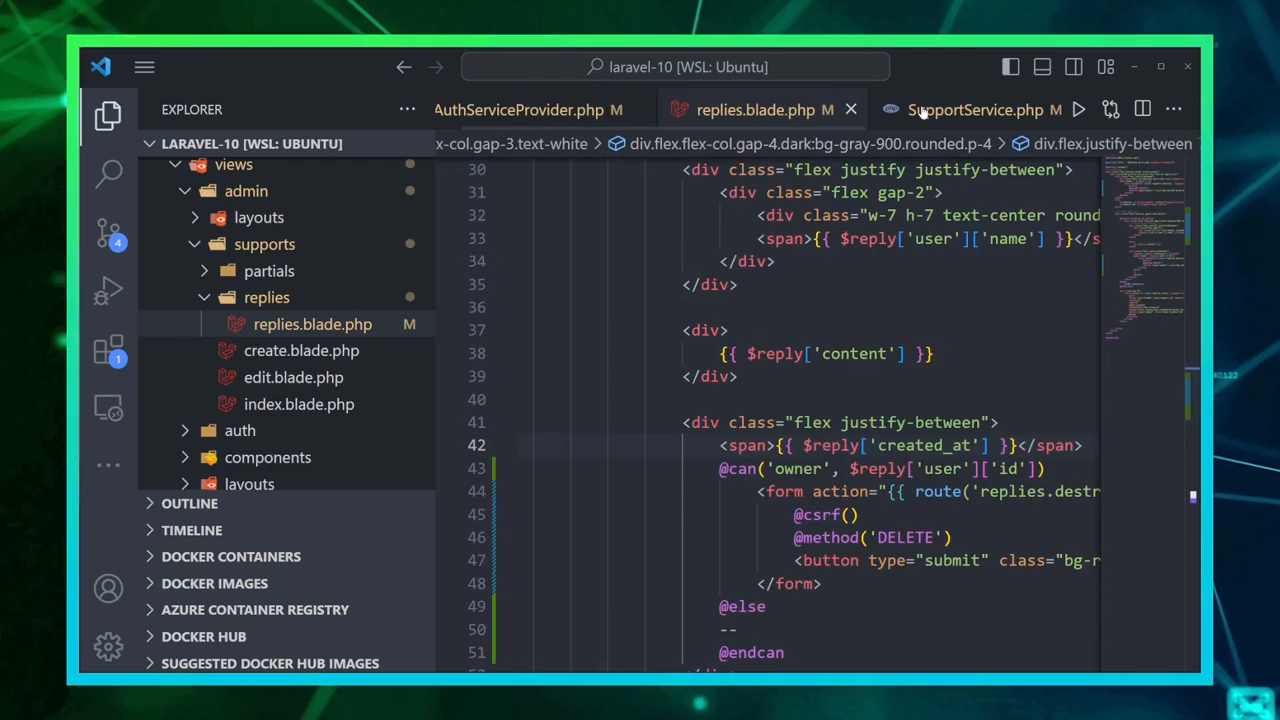 laravel-10 [WSL: Ubuntu]
EXPLORER
AuthServiceProvider.php M
replies.blade.php M
SupportService.php M
LARAVEL-10 [WSL: UBUNTU]
x-col.gap-3.text-white > div.flex.flex-col.gap-4.dark:bg-gray-900.rounded.p-4 > div.flex.justify-between
views
admin
layouts
supports
partials
replies
replies.blade.php M
create.blade.php
edit.blade.php
index.blade.php
auth
components
layouts
OUTLINE
TIMELINE
DOCKER CONTAINERS
DOCKER IMAGES
AZURE CONTAINER REGISTRY
DOCKER HUB
SUGGESTED DOCKER HUB IMAGES
4
1
30 <div class="flex justify justify-between">
31 <div class="flex gap-2">
32 <div class="w-7 h-7 text-center round
33 <span>{{ $reply['user']['name'] }}</s
34 </div>
35 </div>
36
37 <div>
38 {{ $reply['content'] }}
39 </div>
40
41 <div class="flex justify-between">
42 <span>{{ $reply['created_at'] }}</span>
43 @can('owner', $reply['user']['id'])
44 <form action="{{ route('replies.destr
45 @csrf()
46 @method('DELETE')
47 <button type="submit" class="bg-r
48 </form>
49 @else
50 --
51 @endcan
40122